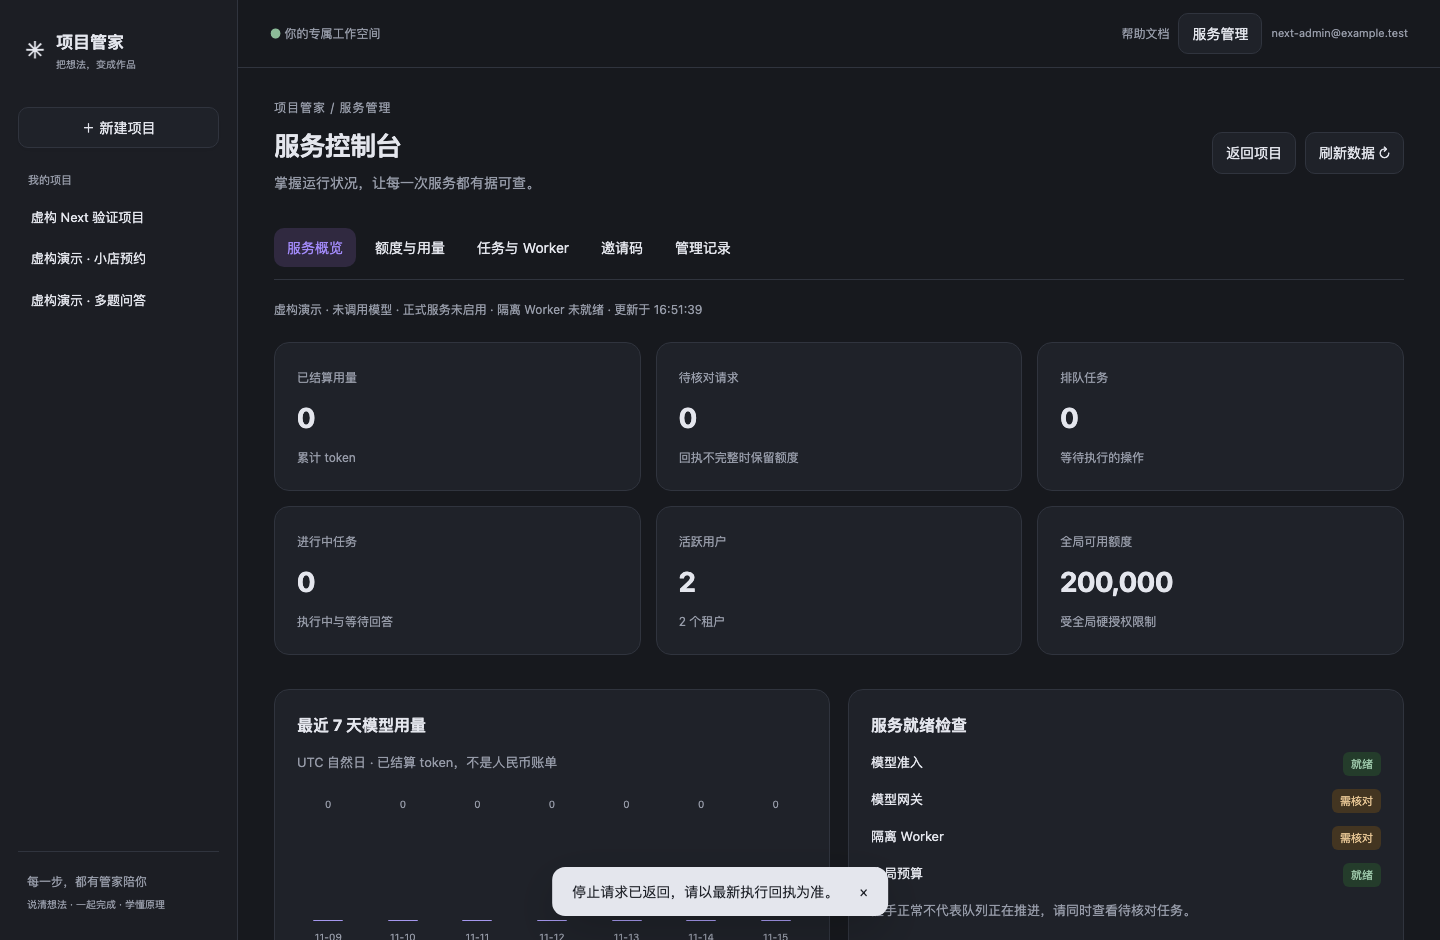 项目管家
把想法，变成作品
+ 新建项目
我的项目
虚构 Next 验证项目
虚构演示 · 小店预约
虚构演示 · 多题问答
每一步，都有管家陪你
说清想法 · 一起完成 · 学懂原理
你的专属工作空间
帮助文档
服务管理
next-admin@example.test
项目管家 / 服务管理
服务控制台
掌握运行状况，让每一次服务都有据可查。
返回项目
刷新数据
服务概览
额度与用量
任务与 Worker
邀请码
管理记录
虚构演示 · 未调用模型 · 正式服务未启用 · 隔离 Worker 未就绪 · 更新于 16:51:39
已结算用量
0
累计 token
待核对请求
0
回执不完整时保留额度
排队任务
0
等待执行的操作
进行中任务
0
执行中与等待回答
活跃用户
2
2 个租户
全局可用额度
200,000
受全局硬授权限制
最近 7 天模型用量
UTC 自然日 · 已结算 token，不是人民币账单
0 0 0 0 0 0 0
11-09 11-10 11-11 11-12 11-13 11-14 11-15
服务就绪检查
模型准入 就绪
模型网关 需核对
隔离 Worker 需核对
局预算 就绪
手正常不代表队列正在推进，请同时查看待核对任务。
停止请求已返回，请以最新执行回执为准。 ×